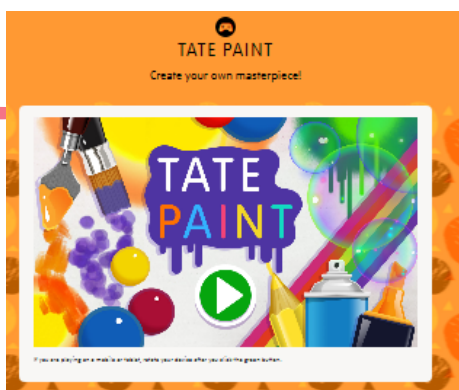 TATE PAINT
Create your own masterpiece!
TATE
PAINT
If you are playing on a mobile or tablet, rotate your device after you click the green button.